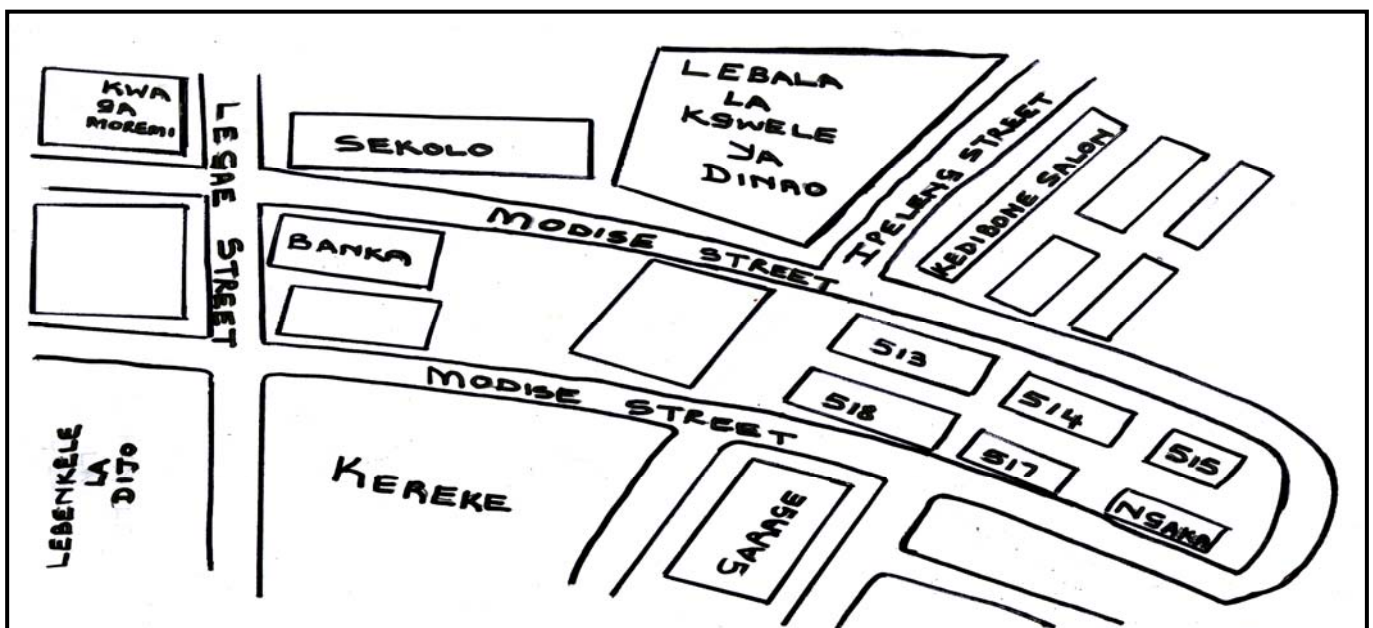 KWA
GA
MOREMI
LEGAE STREET
SEKOLO
LEBALA
LA
KGWELE
YA
DINAO
IPELENG STREET
KEDIBONE SALON
MODISE STREET
BANKA
513
514
515
518
517
NGAKA
MODISE STREET
LEBENKELE
LA
DIJO
KEREKE
GARAGE